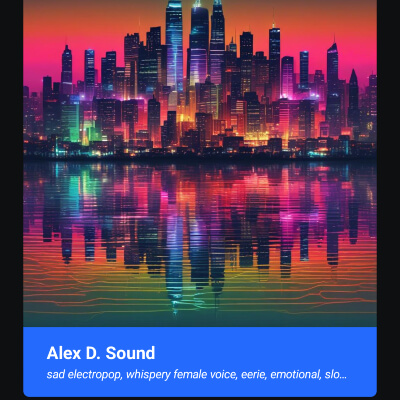 Alex D. Sound
sad electropop, whispery female voice, eerie, emotional, slo...